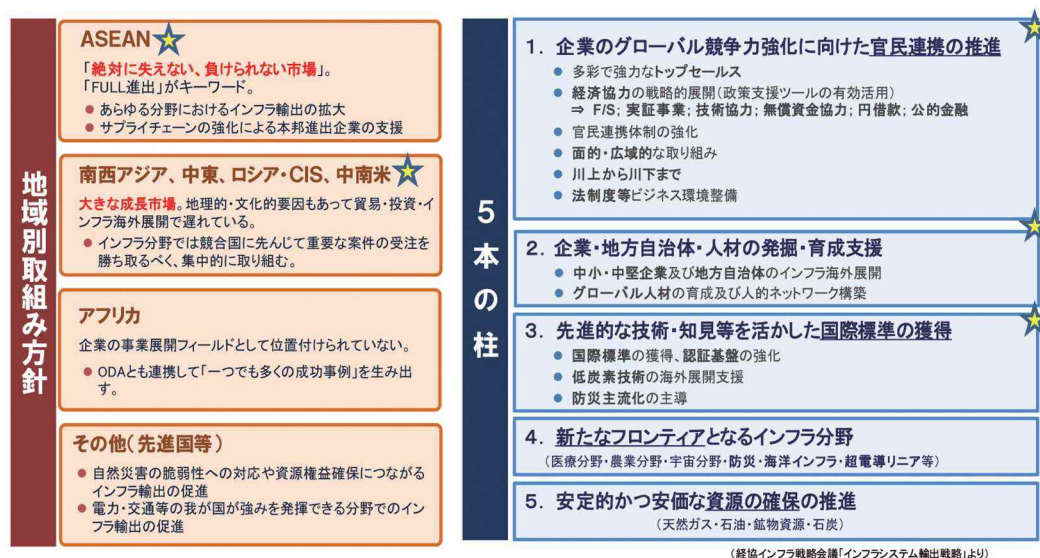 地域別取組み方針
ASEAN
「絶対に失えない、負けられない市場」。
「FULL進出」がキーワード。
● あらゆる分野におけるインフラ輸出の拡大
● サプライチェーンの強化による本邦進出企業の支援
南西アジア、中東、ロシア・CIS、中南米
大きな成長市場。地理的・文化的要因もあって貿易・投資・イ
ンフラ海外展開で遅れている。
● インフラ分野では競合国に先んじて重要な案件の受注を
勝ち取るべく、集中的に取り組む。
アフリカ
企業の事業展開フィールドとして位置付けられていない。
● ODAとも連携して「一つでも多くの成功事例」を生み出
す。
その他(先進国等)
● 自然災害の脆弱性への対応や資源権益確保につながる
インフラ輸出の促進
● 電力・交通等の我が国が強みを発揮できる分野でのイン
フラ輸出の促進
5本の柱
1. 企業のグローバル競争力強化に向けた官民連携の推進
● 多彩で強力なトップセールス
● 経済協力の戦略的展開(政策支援ツールの有効活用)
⇒ F/S; 実証事業; 技術協力; 無償資金協力; 円借款; 公的金融
● 官民連携体制の強化
● 面的・広域的な取り組み
● 川上から川下まで
● 法制度等ビジネス環境整備
2. 企業・地方自治体・人材の発掘・育成支援
● 中小・中堅企業及び地方自治体のインフラ海外展開
● グローバル人材の育成及び人的ネットワーク構築
3. 先進的な技術・知見等を活かした国際標準の獲得
● 国際標準の獲得、認証基盤の強化
● 低炭素技術の海外展開支援
● 防災主流化の主導
4. 新たなフロンティアとなるインフラ分野
(医療分野・農業分野・宇宙分野・防災・海洋インフラ・超電導リニア等)
5. 安定的かつ安価な資源の確保の推進
(天然ガス・石油・鉱物資源・石炭)
(経協インフラ戦略会議「インフラシステム輸出戦略」より)